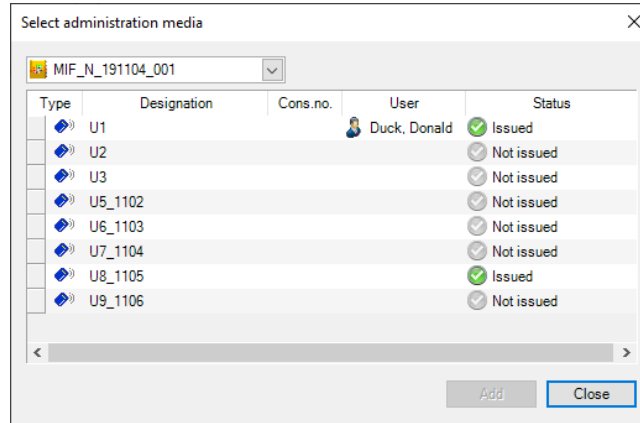 Select administration media
MIF_N_191104_001
Type Designation Cons.no. User Status
U1 Duck, Donald Issued
U2 Not issued
U3 Not issued
U5_1102 Not issued
U6_1103 Not issued
U7_1104 Not issued
U8_1105 Issued
U9_1106 Not issued
Add Close